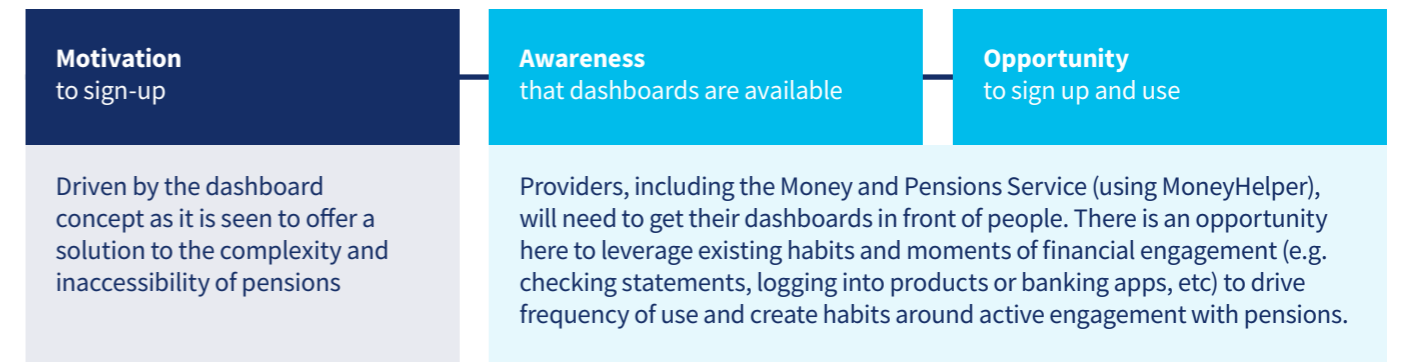 Motivation
to sign-up
Awareness
that dashboards are available
Opportunity
to sign up and use
Driven by the dashboard
concept as it is seen to offer a
solution to the complexity and
inaccessibility of pensions
Providers, including the Money and Pensions Service (using MoneyHelper),
will need to get their dashboards in front of people. There is an opportunity
here to leverage existing habits and moments of financial engagement (e.g.
checking statements, logging into products or banking apps, etc) to drive
frequency of use and create habits around active engagement with pensions.